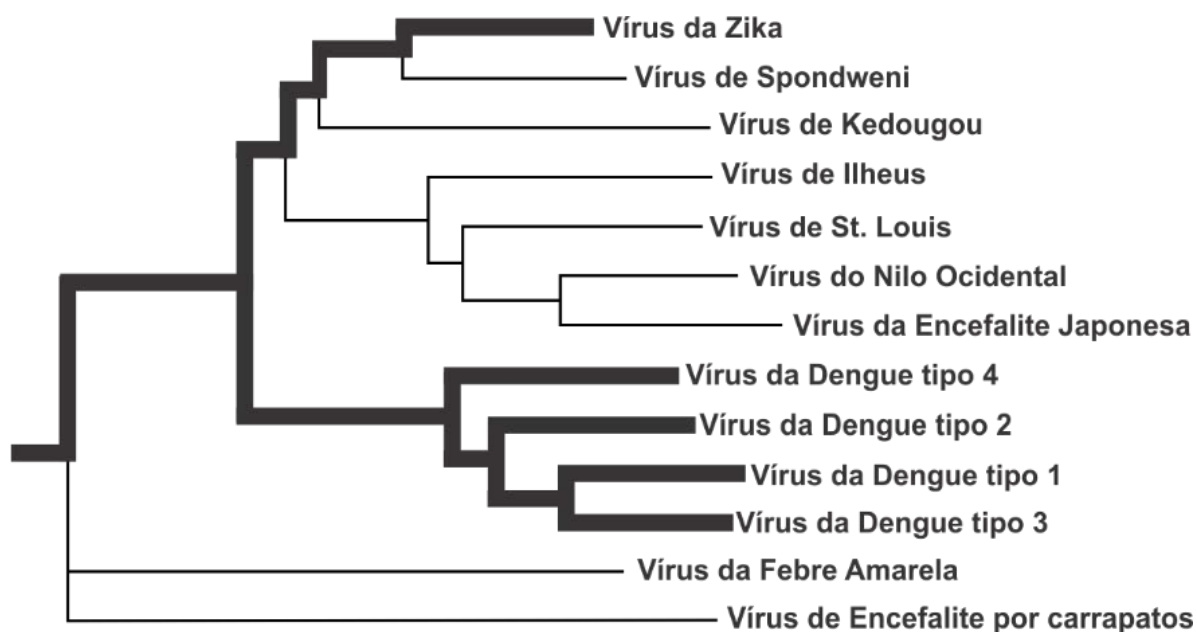 Vírus da Zika
Vírus de Spondweni
Vírus de Kedougou
Vírus de Ilheus
Vírus de St. Louis
Vírus do Nilo Ocidental
Vírus da Encefalite Japonesa
Vírus da Dengue tipo 4
Vírus da Dengue tipo 2
Vírus da Dengue tipo 1
Vírus da Dengue tipo 3
Vírus da Febre Amarela
Vírus de Encefalite por carrapatos